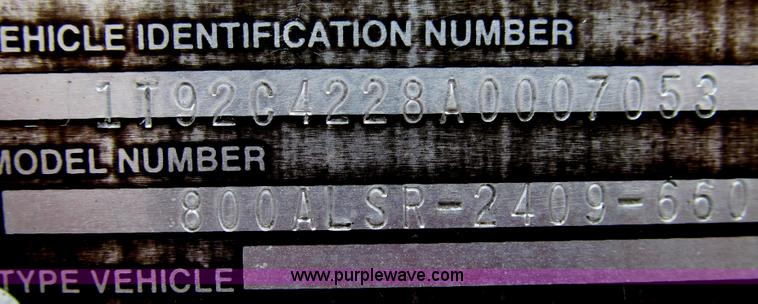 EHICLE IDENTIFICATION NUMBER
1T92C4228A0007053
MODEL NUMBER
800ALSR-2409-660
TYPE VEHICLE
www.purplewave.com